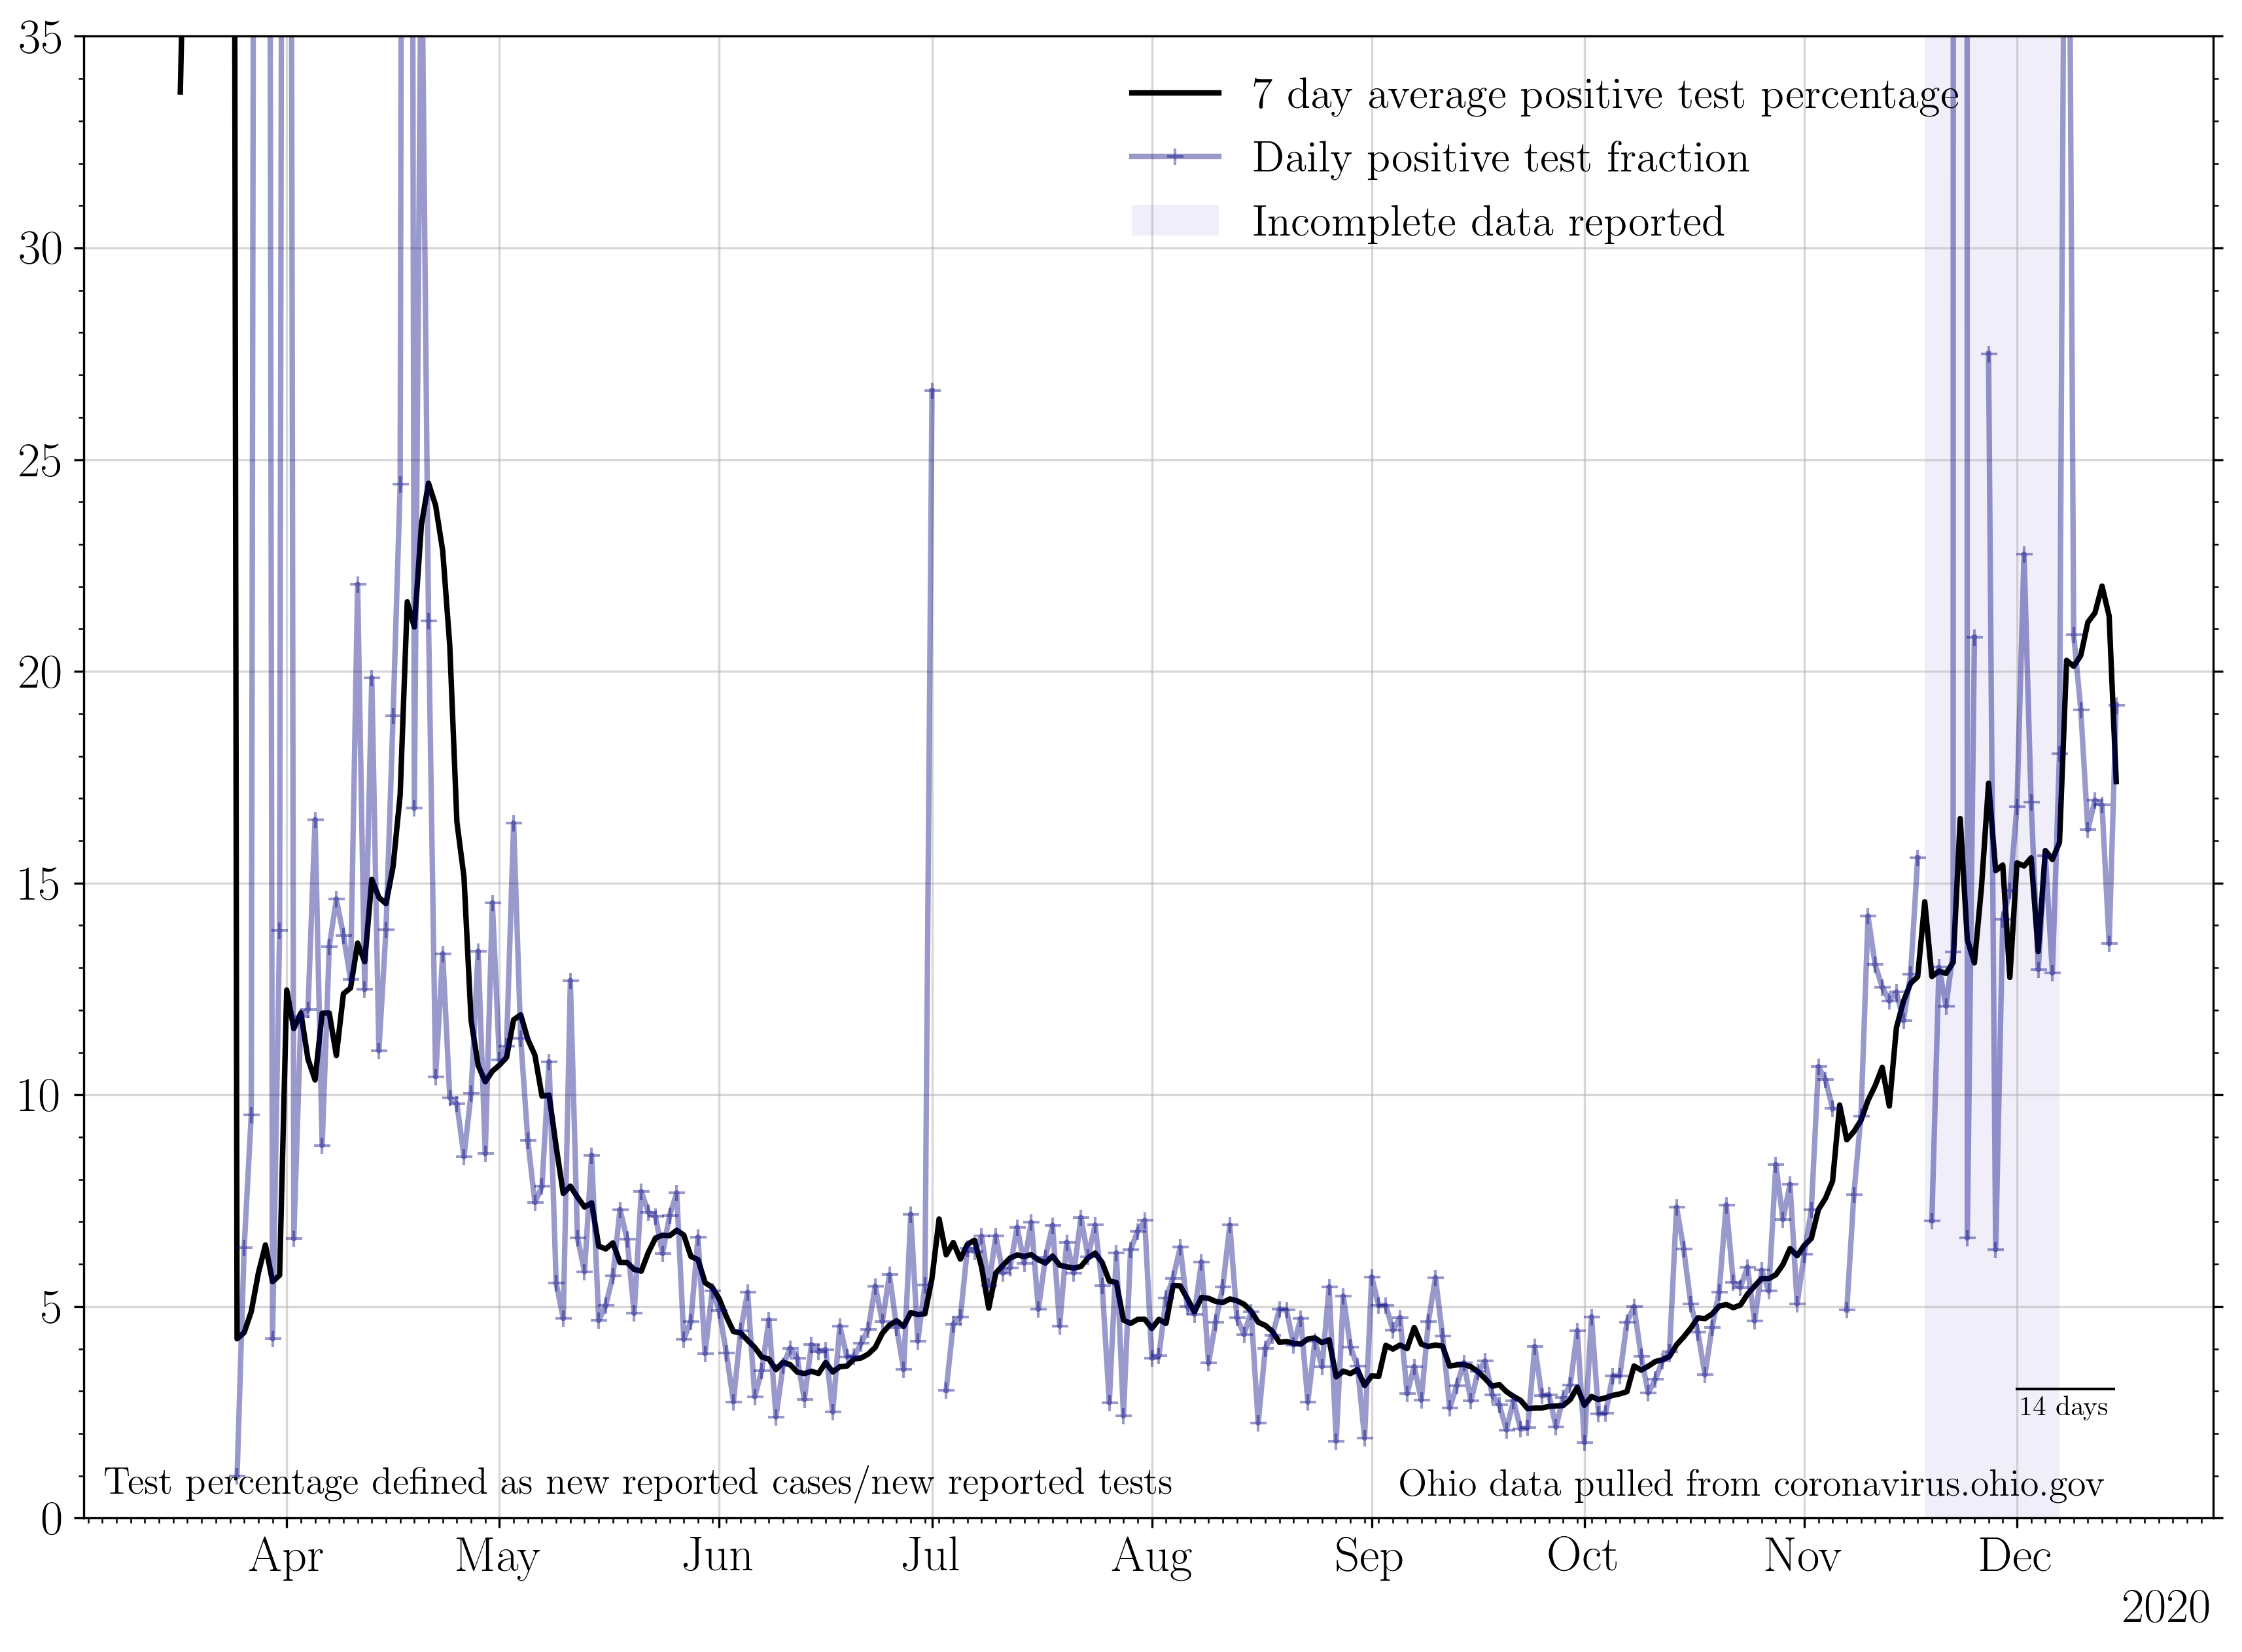 35
30
25
20
15
10
5
0
7 day average positive test percentage
Daily positive test fraction
Incomplete data reported
14 days
Test percentage defined as new reported cases/new reported tests
Ohio data pulled from coronavirus.ohio.gov
Apr May Jun Jul Aug Sep Oct Nov Dec
2020